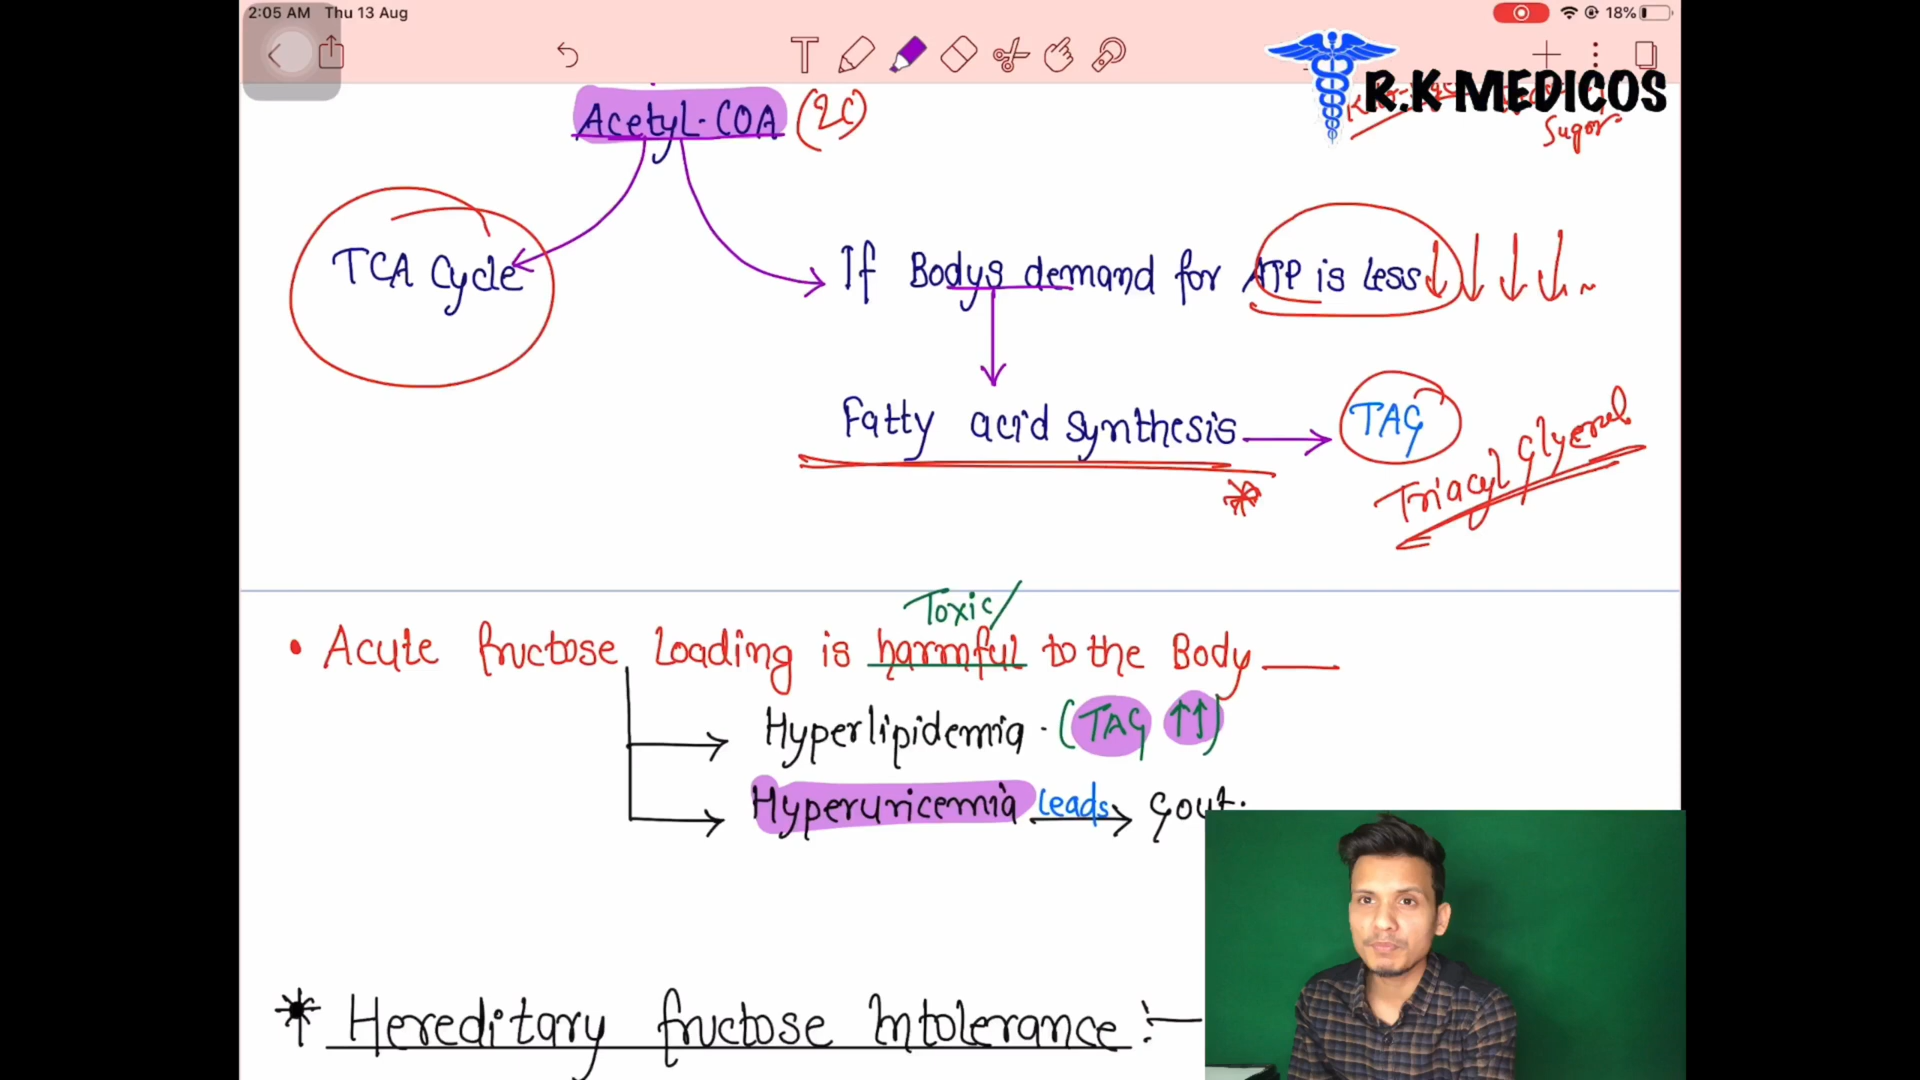 2:05 AM Thu 13 Aug
18%
T
R.K MEDICOS
Acetyl-COA (2C)
Sugar
TCA Cycle
If Bodys demand for ATP is less ↓ ↓ ↓ ↓ ~
Fatty acid synthesis → TAG
Triacyl Glyerol
Toxic/
• Acute fructose Loading is harmful to the Body
Hyperlipidemia · (TAG ↑↑)
Hyperuricemia leads → Gout.
* Hereditary fructose Intolerance :-